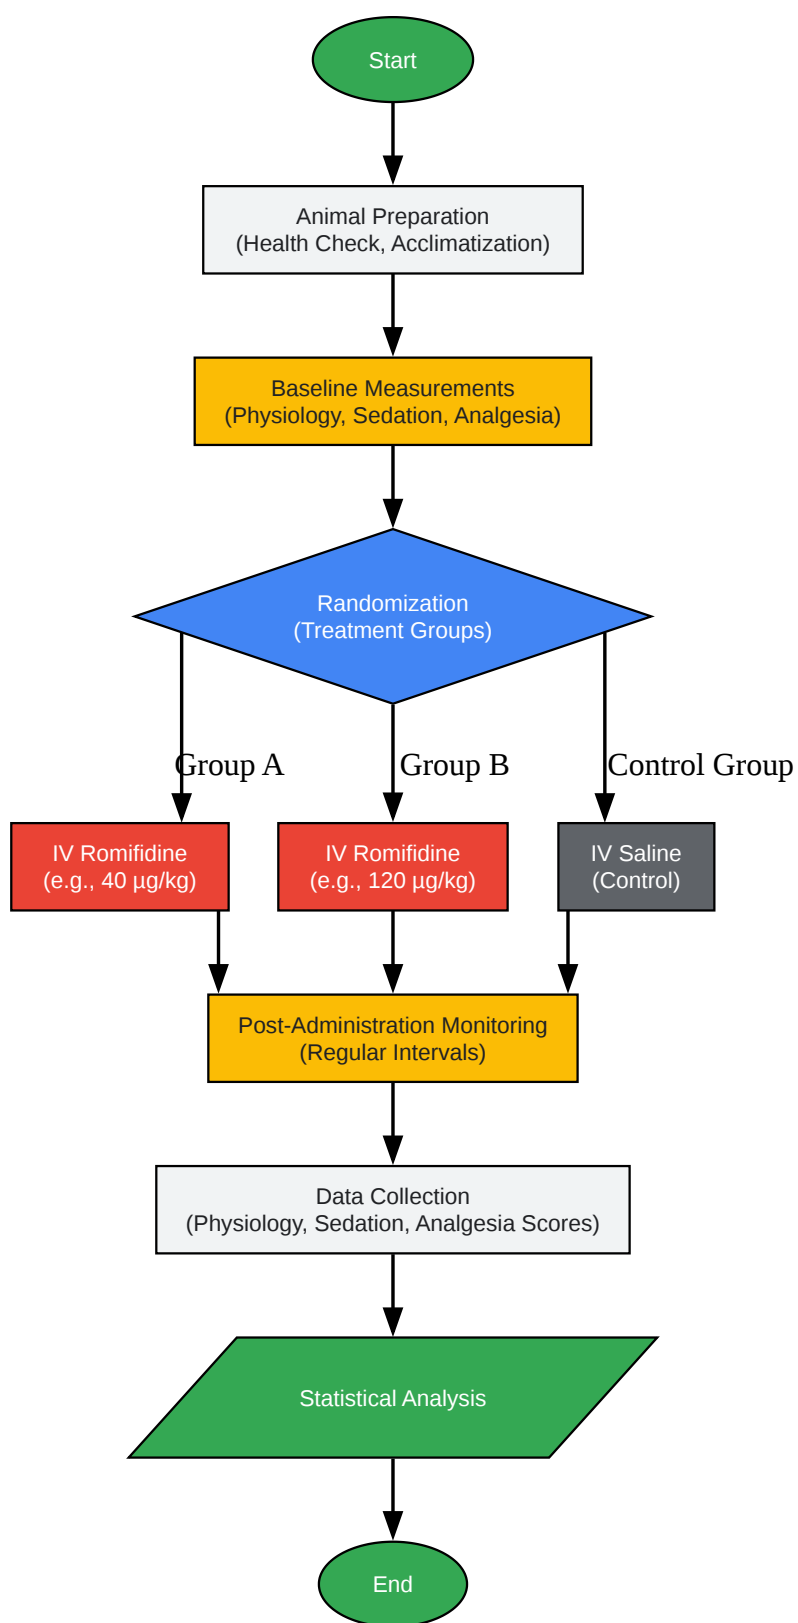 Start
Animal Preparation
(Health Check, Acclimatization)
Baseline Measurements
(Physiology, Sedation, Analgesia)
Randomization
(Treatment Groups)
Group A
Group B
Control Group
IV Romifidine
(e.g., 40 µg/kg)
IV Romifidine
(e.g., 120 µg/kg)
IV Saline
(Control)
Post-Administration Monitoring
(Regular Intervals)
Data Collection
(Physiology, Sedation, Analgesia Scores)
Statistical Analysis
End